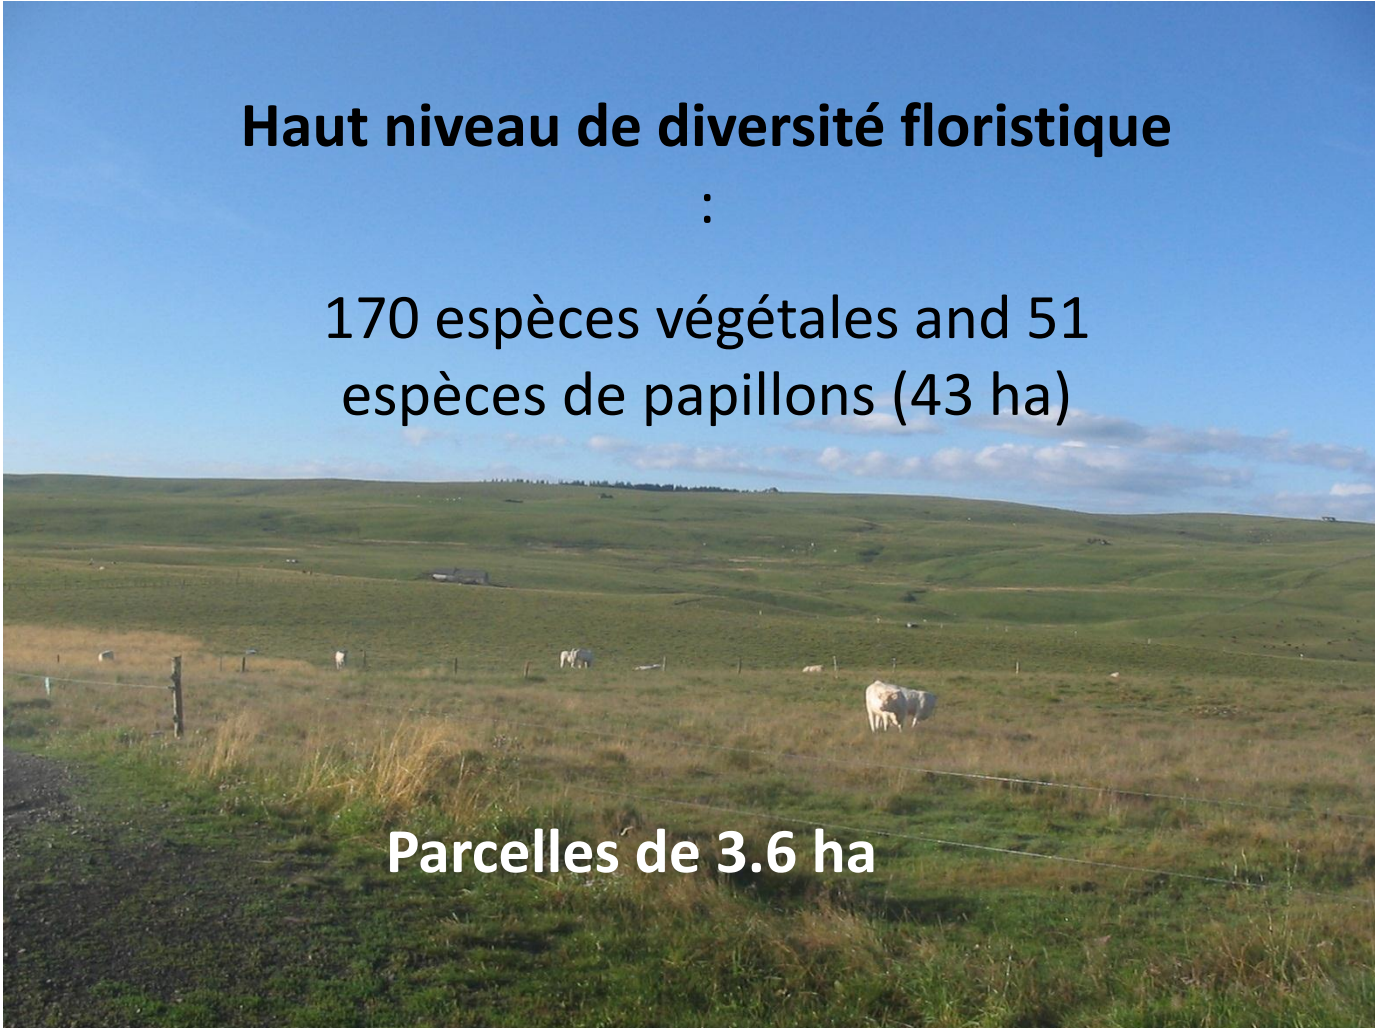 Haut niveau de diversité floristique
:
170 espèces végétales and 51
espèces de papillons (43 ha)
Parcelles de 3.6 ha